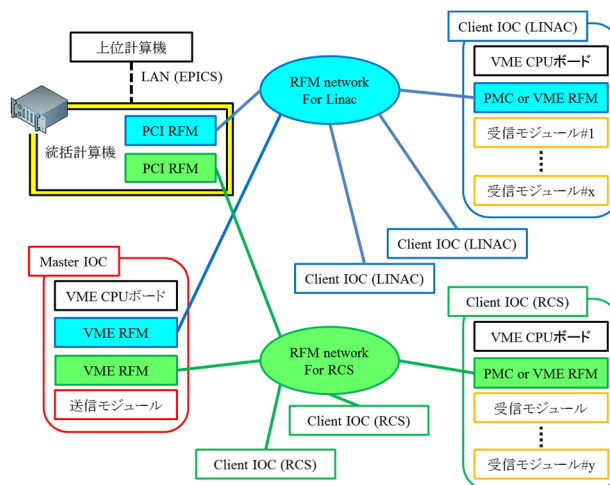 上位計算機
LAN (EPICS)
統括計算機
PCI RFM
PCI RFM
RFM network
For Linac
Client IOC (LINAC)
VME CPUボード
PMC or VME RFM
受信モジュール#1
受信モジュール#x
Client IOC (LINAC)
Client IOC (LINAC)
Master IOC
VME CPUボード
VME RFM
VME RFM
送信モジュール
RFM network
For RCS
Client IOC (RCS)
Client IOC (RCS)
Client IOC (RCS)
VME CPUボード
PMC or VME RFM
受信モジュール
受信モジュール#y